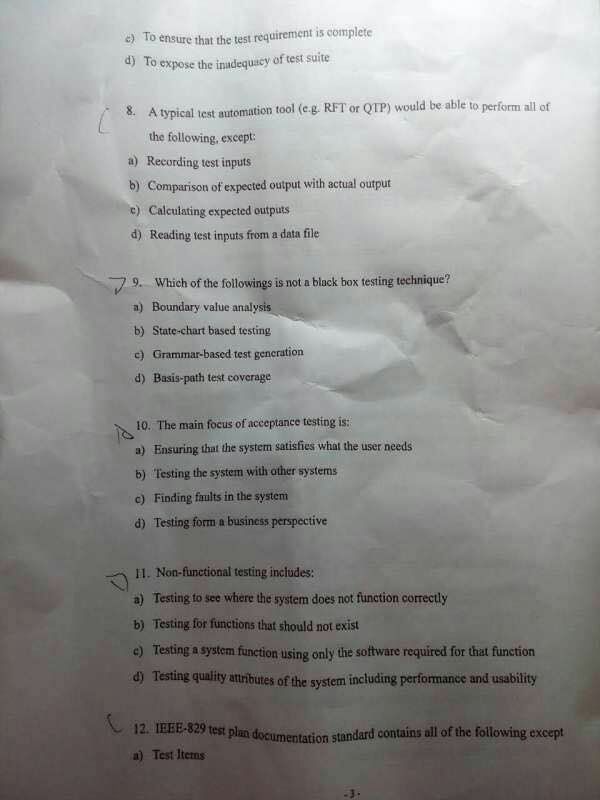 c) To ensure that the test requirement is complete
d) To expose the inadequacy of test suite
8. A typical test automation tool (e.g. RFT or QTP) would be able to perform all of
the following, except:
a) Recording test inputs
b) Comparison of expected output with actual output
c) Calculating expected outputs
d) Reading test inputs from a data file
9. Which of the followings is not a black box testing technique?
a) Boundary value analysis
b) State-chart based testing
c) Grammar-based test generation
d) Basis-path test coverage
10. The main focus of acceptance testing is:
a) Ensuring that the system satisfies what the user needs
b) Testing the system with other systems
c) Finding faults in the system
d) Testing form a business perspective
11. Non-functional testing includes:
a) Testing to see where the system does not function correctly
b) Testing for functions that should not exist
c) Testing a system function using only the software required for that function
d) Testing quality attributes of the system including performance and usability
12. IEEE-829 test plan documentation standard contains all of the following except
a) Test Items
-3-